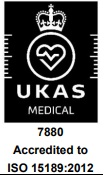 UKAS
MEDICAL
7880
Accredited to
ISO 15189:2012